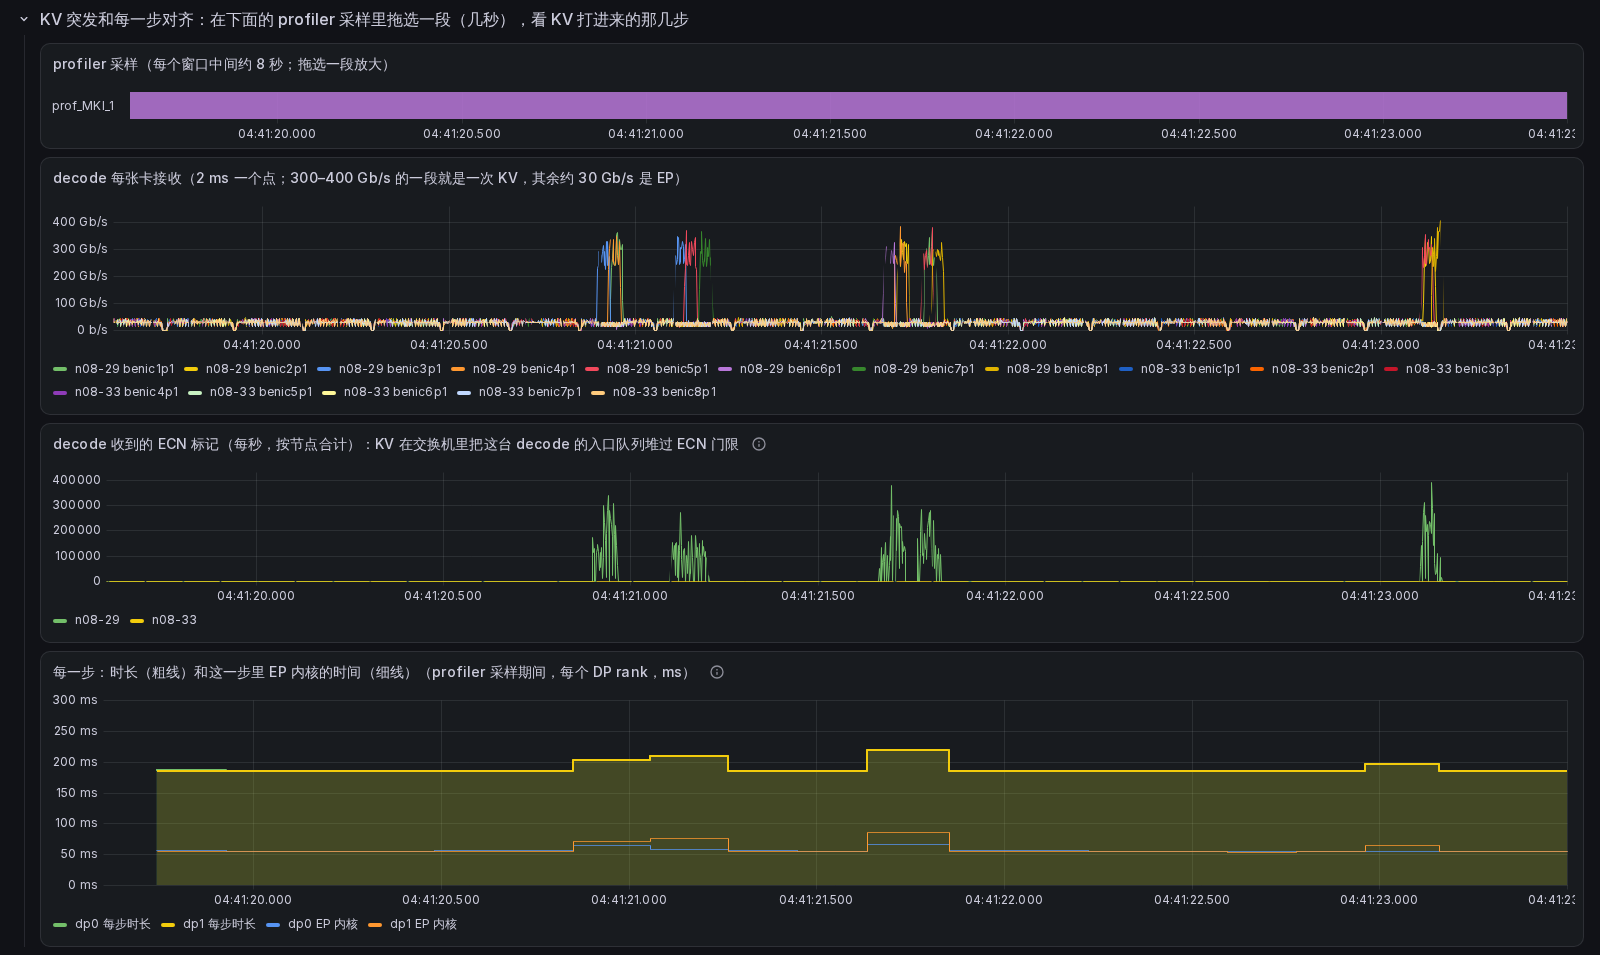 KV 突发和每一步对齐：在下面的 profiler 采样里拖选一段（几秒），看 KV 打进来的那几步
profiler 采样（每个窗口中间约 8 秒；拖选一段放大）
prof_MKI_1
04:41:20.000 04:41:20.500 04:41:21.000 04:41:21.500 04:41:22.000 04:41:22.500 04:41:23.000 04:41:23
decode 每张卡接收（2 ms 一个点；300–400 Gb/s 的一段就是一次 KV，其余约 30 Gb/s 是 EP）
400 Gb/s
300 Gb/s
200 Gb/s
100 Gb/s
0 b/s
04:41:20.000 04:41:20.500 04:41:21.000 04:41:21.500 04:41:22.000 04:41:22.500 04:41:23.000 04:41:23
n08-29 benic1p1 n08-29 benic2p1 n08-29 benic3p1 n08-29 benic4p1 n08-29 benic5p1 n08-29 benic6p1 n08-29 benic7p1 n08-29 benic8p1 n08-33 benic1p1 n08-33 benic2p1 n08-33 benic3p1
n08-33 benic4p1 n08-33 benic5p1 n08-33 benic6p1 n08-33 benic7p1 n08-33 benic8p1
decode 收到的 ECN 标记（每秒，按节点合计）：KV 在交换机里把这台 decode 的入口队列堆过 ECN 门限
400000
300000
200000
100000
0
04:41:20.000 04:41:20.500 04:41:21.000 04:41:21.500 04:41:22.000 04:41:22.500 04:41:23.000 04:41:23
n08-29 n08-33
每一步：时长（粗线）和这一步里 EP 内核的时间（细线）（profiler 采样期间，每个 DP rank，ms）
300 ms
250 ms
200 ms
150 ms
100 ms
50 ms
0 ms
04:41:20.000 04:41:20.500 04:41:21.000 04:41:21.500 04:41:22.000 04:41:22.500 04:41:23.000 04:41:23
dp0 每步时长 dp1 每步时长 dp0 EP 内核 dp1 EP 内核